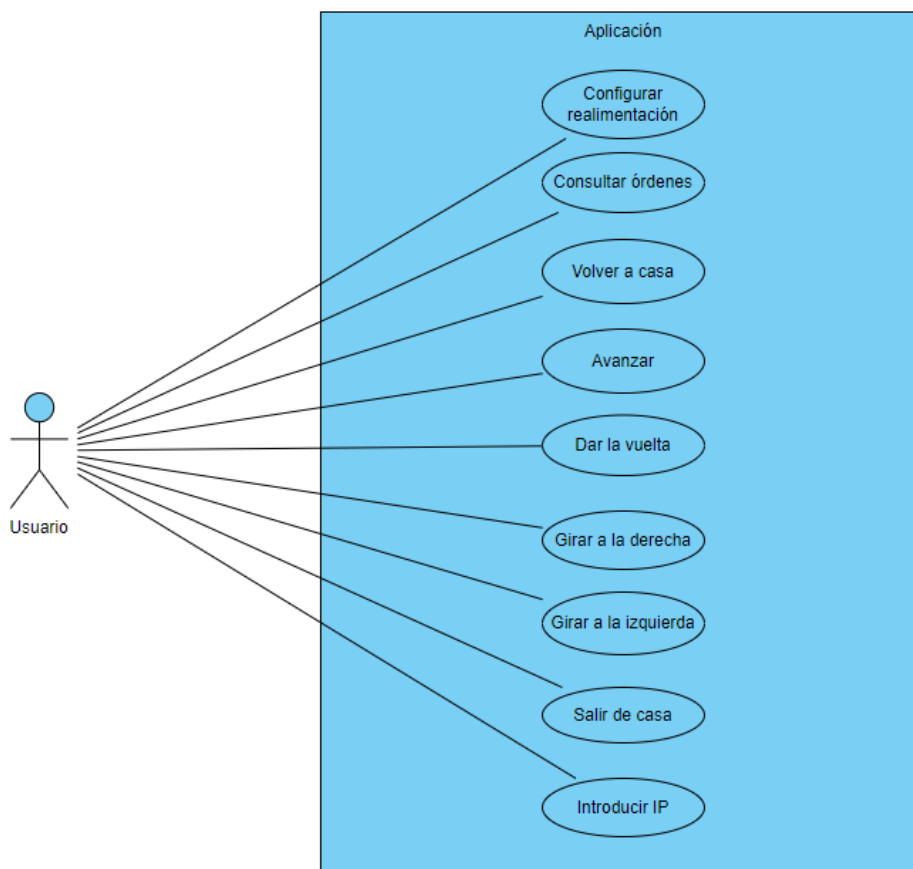 Aplicación
Configurar
realimentación
Consultar órdenes
Volver a casa
Avanzar
Dar la vuelta
Usuario
Girar a la derecha
Girar a la izquierda
Salir de casa
Introducir IP